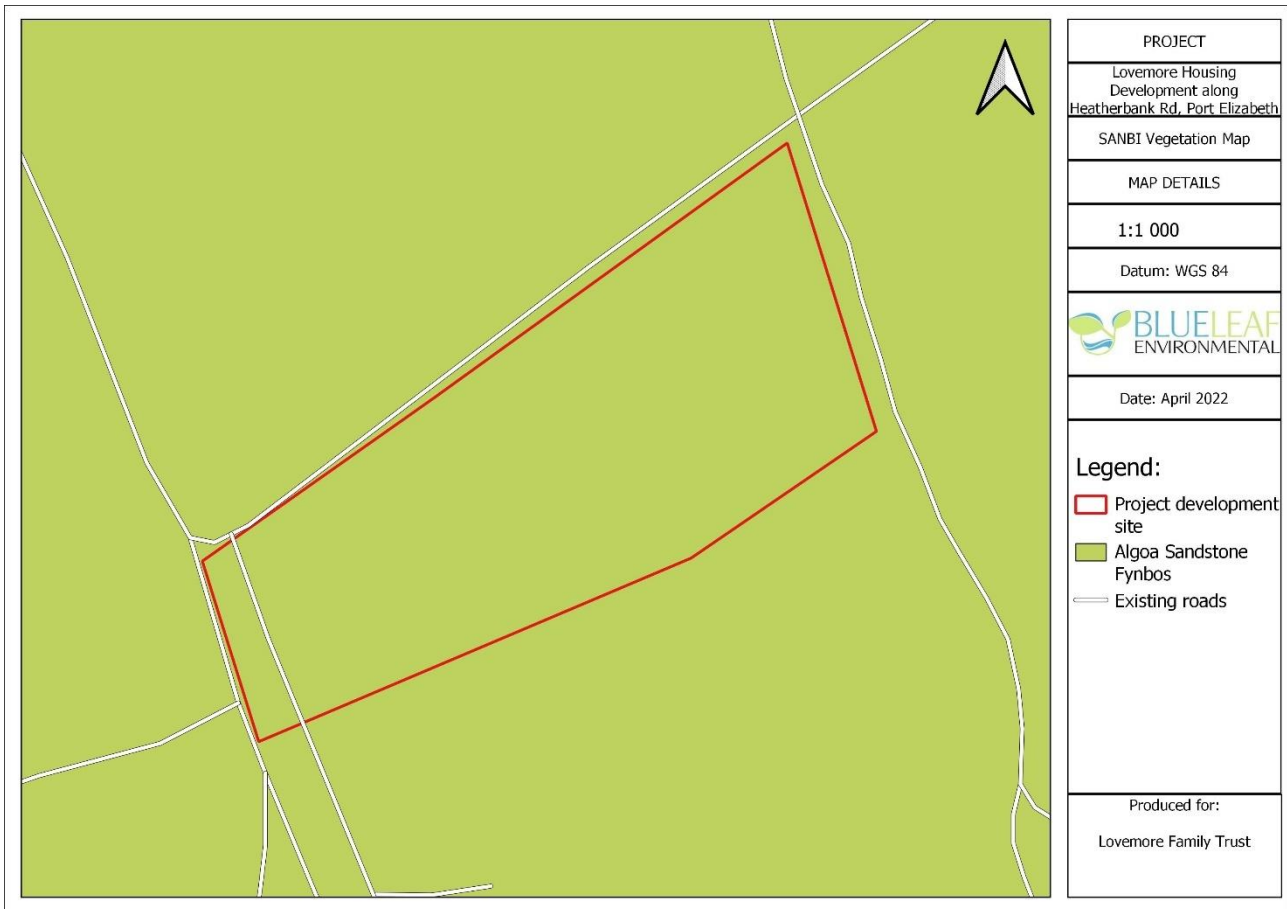 PROJECT
Lovemore Housing
Development along
Heatherbank Rd, Port Elizabeth
SANBI Vegetation Map
MAP DETAILS
1:1 000
Datum: WGS 84
BLUELEAF
ENVIRONMENTAL
Date: April 2022
Legend:
Project development
site
Algoa Sandstone
Fynbos
Existing roads
Produced for:
Lovemore Family Trust